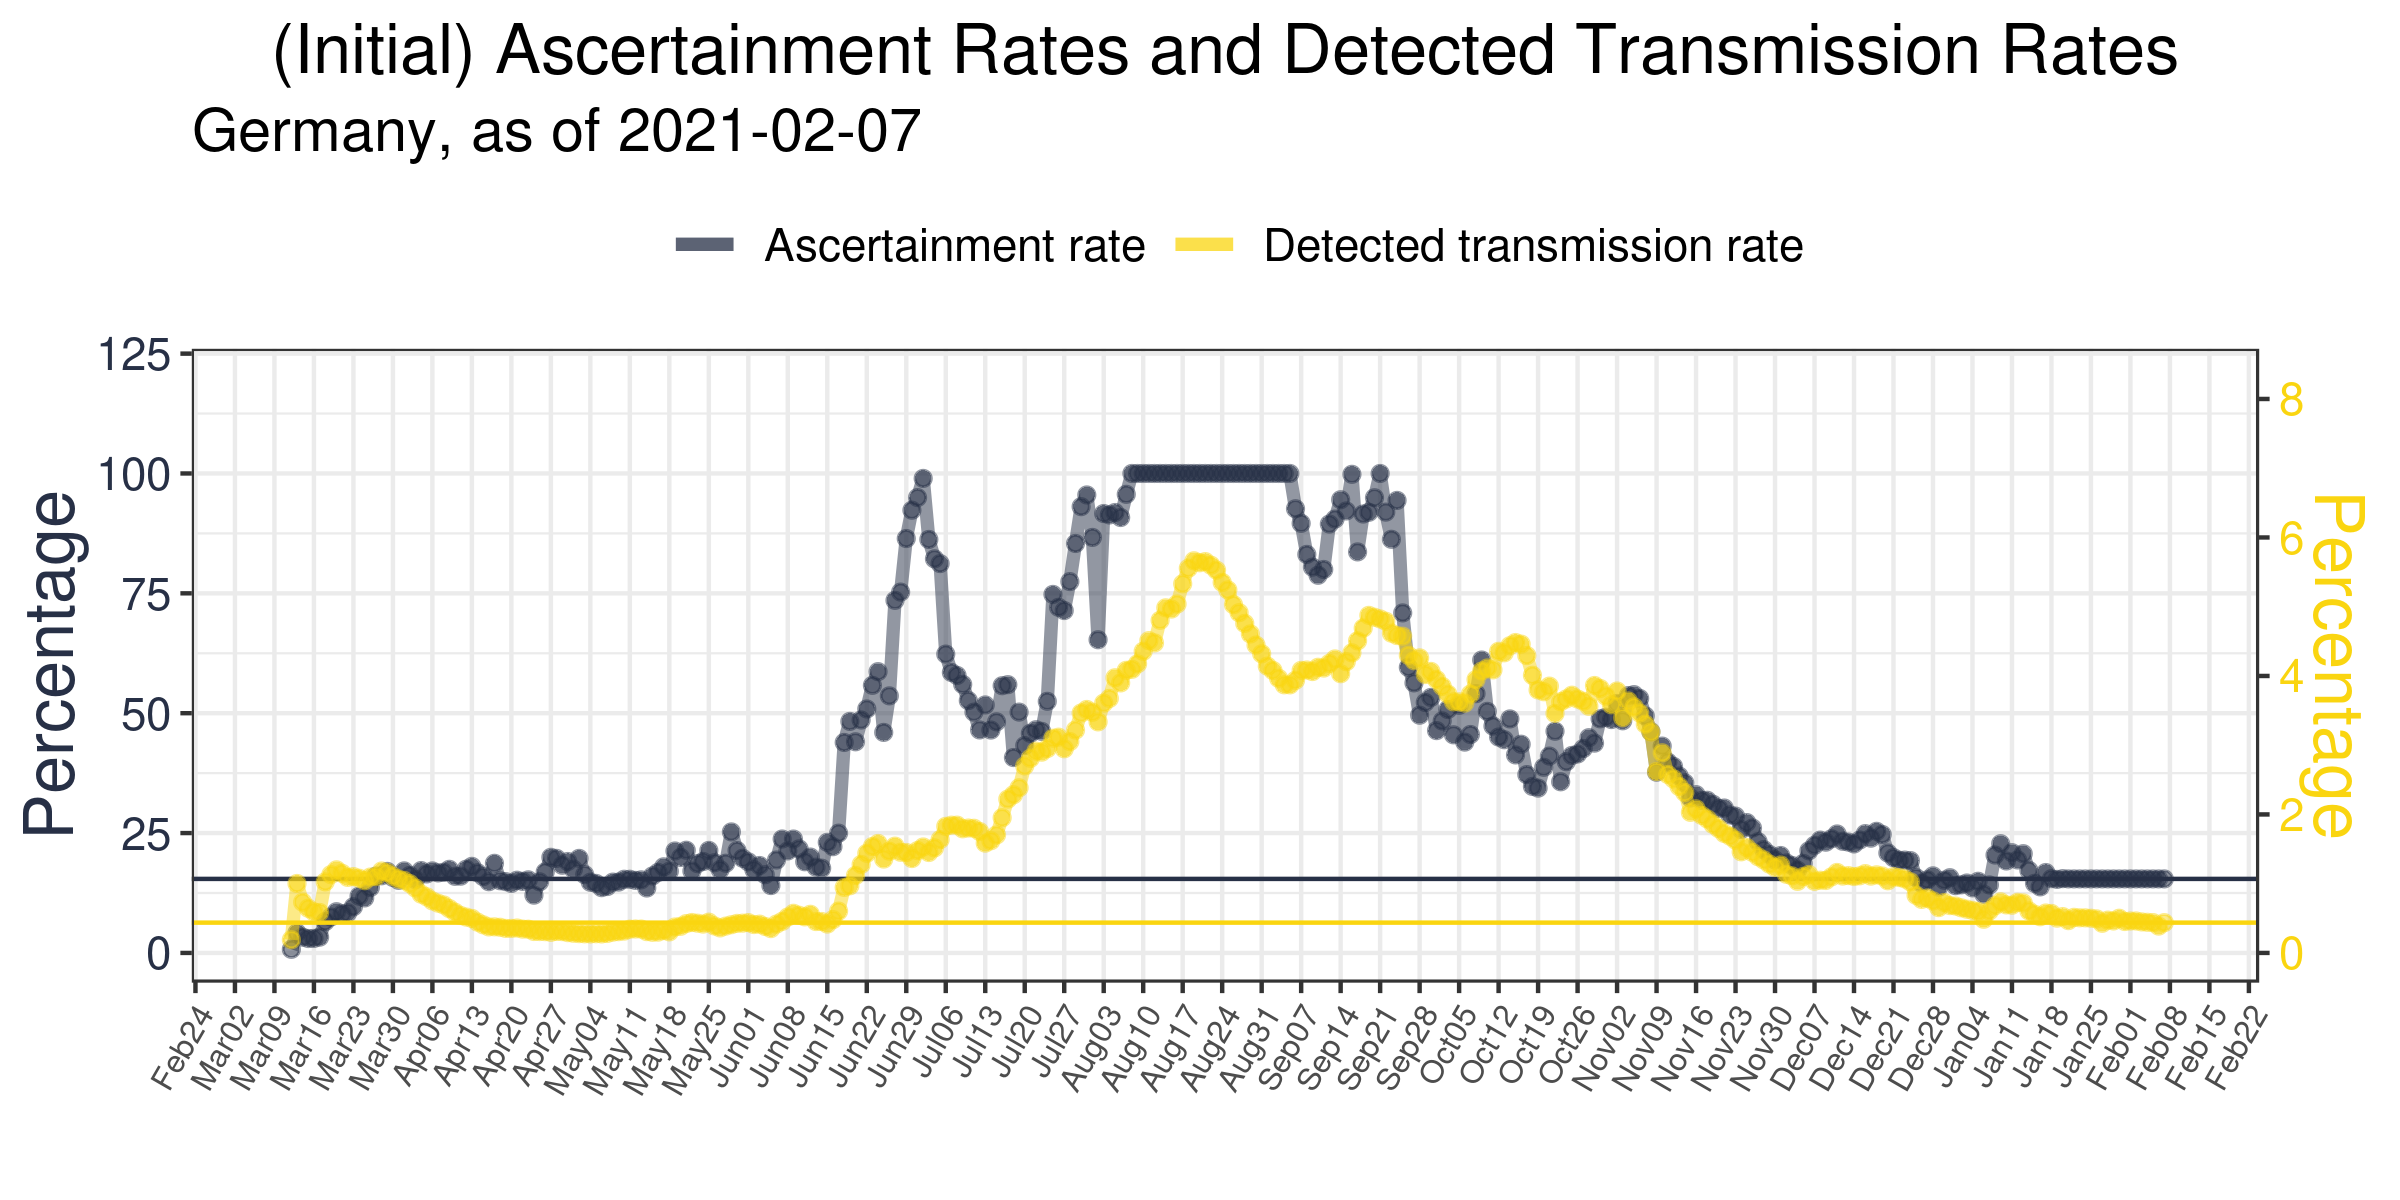 (Initial) Ascertainment Rates and Detected Transmission Rates
Germany, as of 2021-02-07
Ascertainment rate Detected transmission rate
Percentage
125
100
75
50
25
0
8
6
4
2
0
Percentage
Feb24 Mar02 Mar09 Mar16 Mar23 Mar30 Apr06 Apr13 Apr20 Apr27 May04 May11 May18 May25 Jun01 Jun08 Jun15 Jun22 Jun29 Jul06 Jul13 Jul20 Jul27 Aug03 Aug10 Aug17 Aug24 Aug31 Sep07 Sep14 Sep21 Sep28 Oct05 Oct12 Oct19 Oct26 Nov02 Nov09 Nov16 Nov23 Nov30 Dec07 Dec14 Dec21 Dec28 Jan04 Jan11 Jan18 Jan25 Feb01 Feb08 Feb15 Feb22